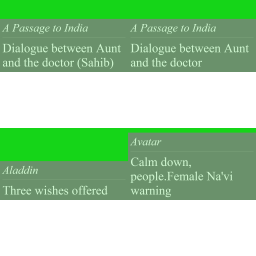 A Passage to India
Dialogue between Aunt
and the doctor (Sahib)
A Passage to India
Dialogue between Aunt
and the doctor
Aladdin
Three wishes offered
Avatar
Calm down,
people.Female Na'vi
warning